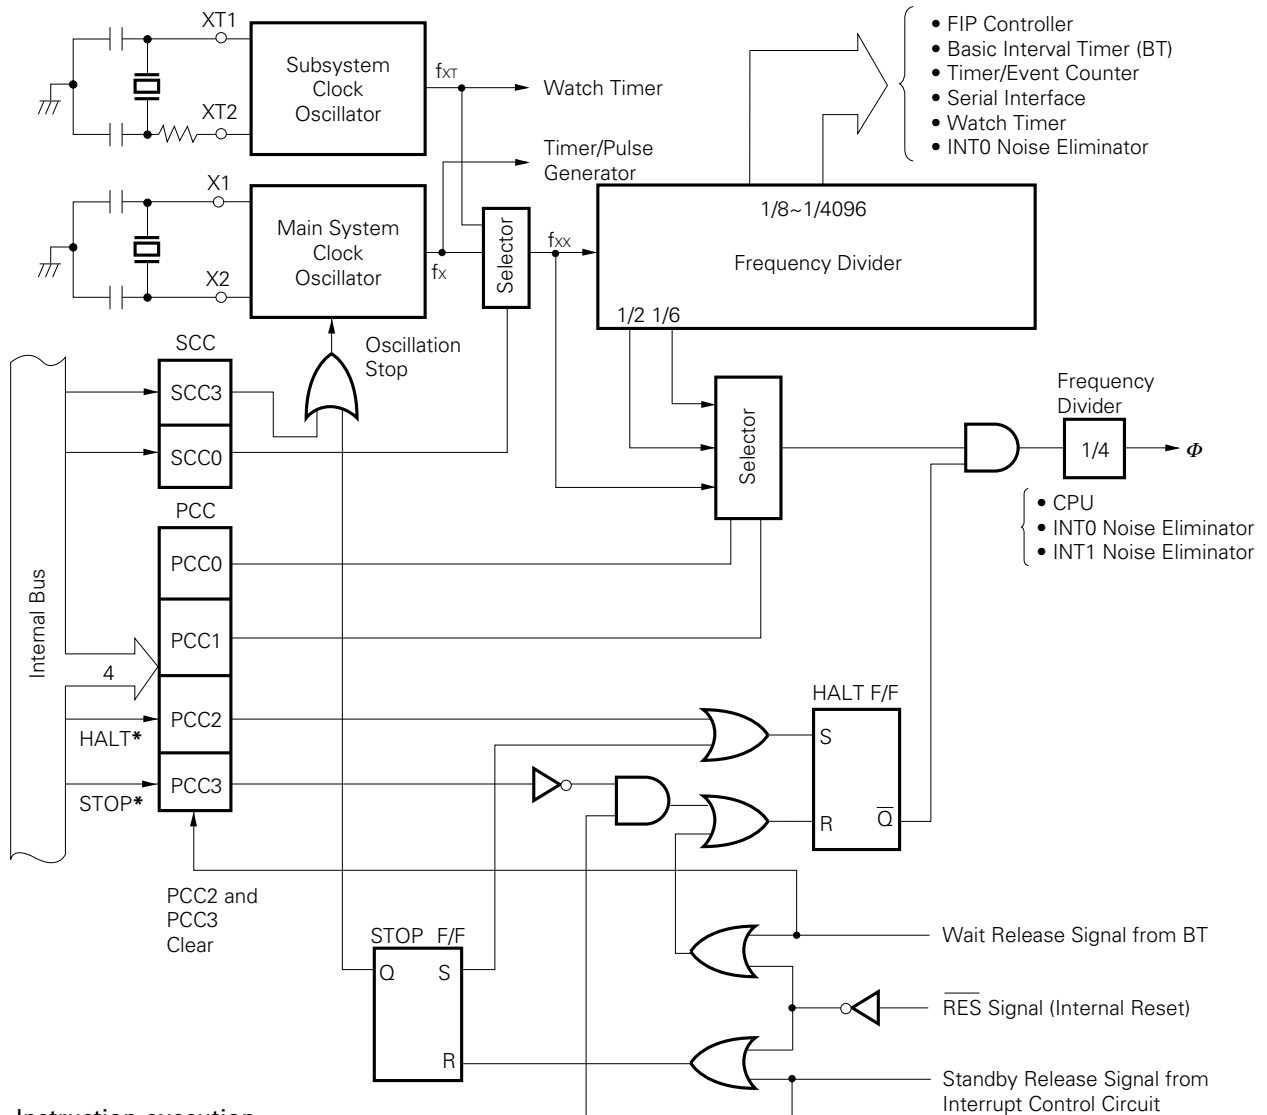 XT1
XT2
Subsystem
Clock
Oscillator
fXT
Watch Timer
Timer/Pulse
Generator
• FIP Controller
• Basic Interval Timer (BT)
• Timer/Event Counter
• Serial Interface
• Watch Timer
• INT0 Noise Eliminator
X1
X2
Main System
Clock
Oscillator
fX
Selector
fXX
1/8~1/4096
Frequency Divider
1/2 1/6
Oscillation
Stop
SCC
SCC3
SCC0
Selector
Frequency
Divider
1/4
Φ
• CPU
• INT0 Noise Eliminator
• INT1 Noise Eliminator
Internal Bus
PCC
PCC0
PCC1
4
PCC2
HALT*
PCC3
STOP*
HALT F/F
S
R
Q̅
PCC2 and
PCC3
Clear
STOP F/F
Q
S
R
Wait Release Signal from BT
R̅E̅S̅ Signal (Internal Reset)
Standby Release Signal from
Interrupt Control Circuit
Instruction execution